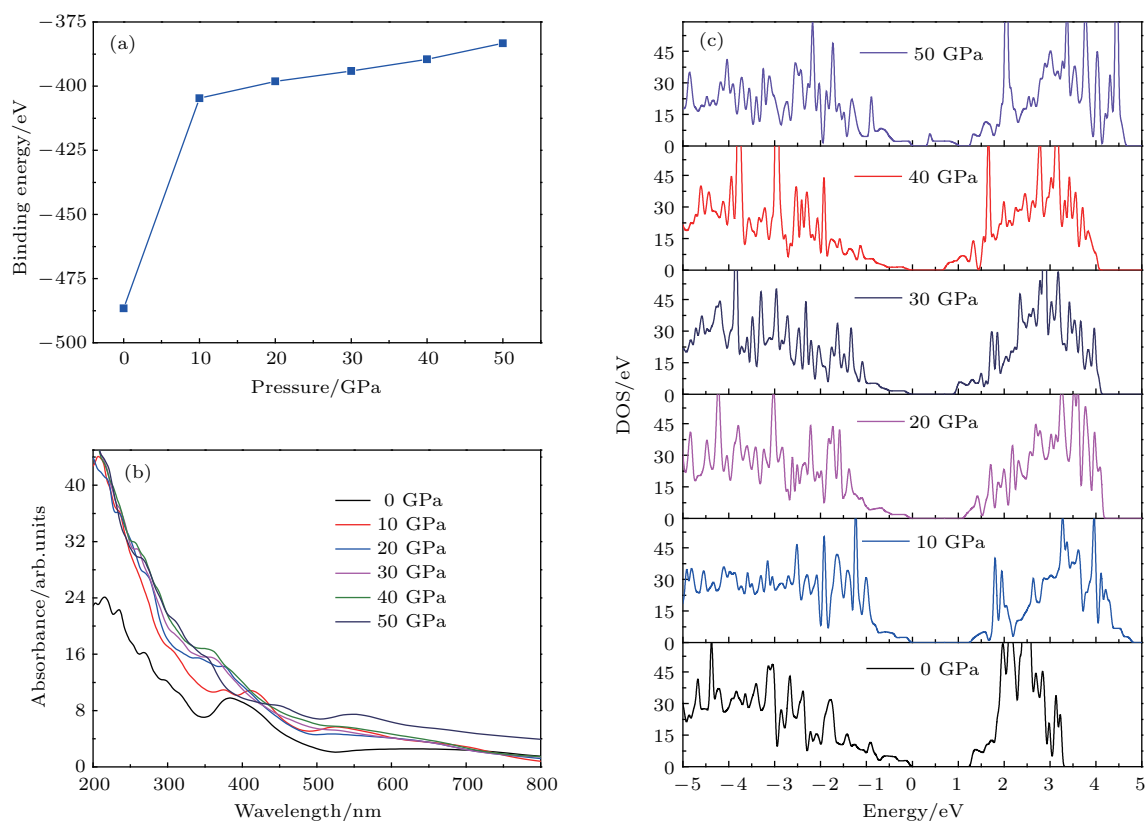 (a)
Binding energy/eV
−375
−400
−425
−450
−475
−500
0 10 20 30 40 50
Pressure/GPa
(b)
Absorbance/arb.units
40
32
24
16
8
0
0 GPa
10 GPa
20 GPa
30 GPa
40 GPa
50 GPa
200 300 400 500 600 700 800
Wavelength/nm
(c)
DOS/eV
50 GPa
45
30
15
0
40 GPa
45
30
15
0
30 GPa
45
30
15
0
20 GPa
45
30
15
0
10 GPa
45
30
15
0
0 GPa
45
30
15
0
−5 −4 −3 −2 −1 0 1 2 3 4 5
Energy/eV